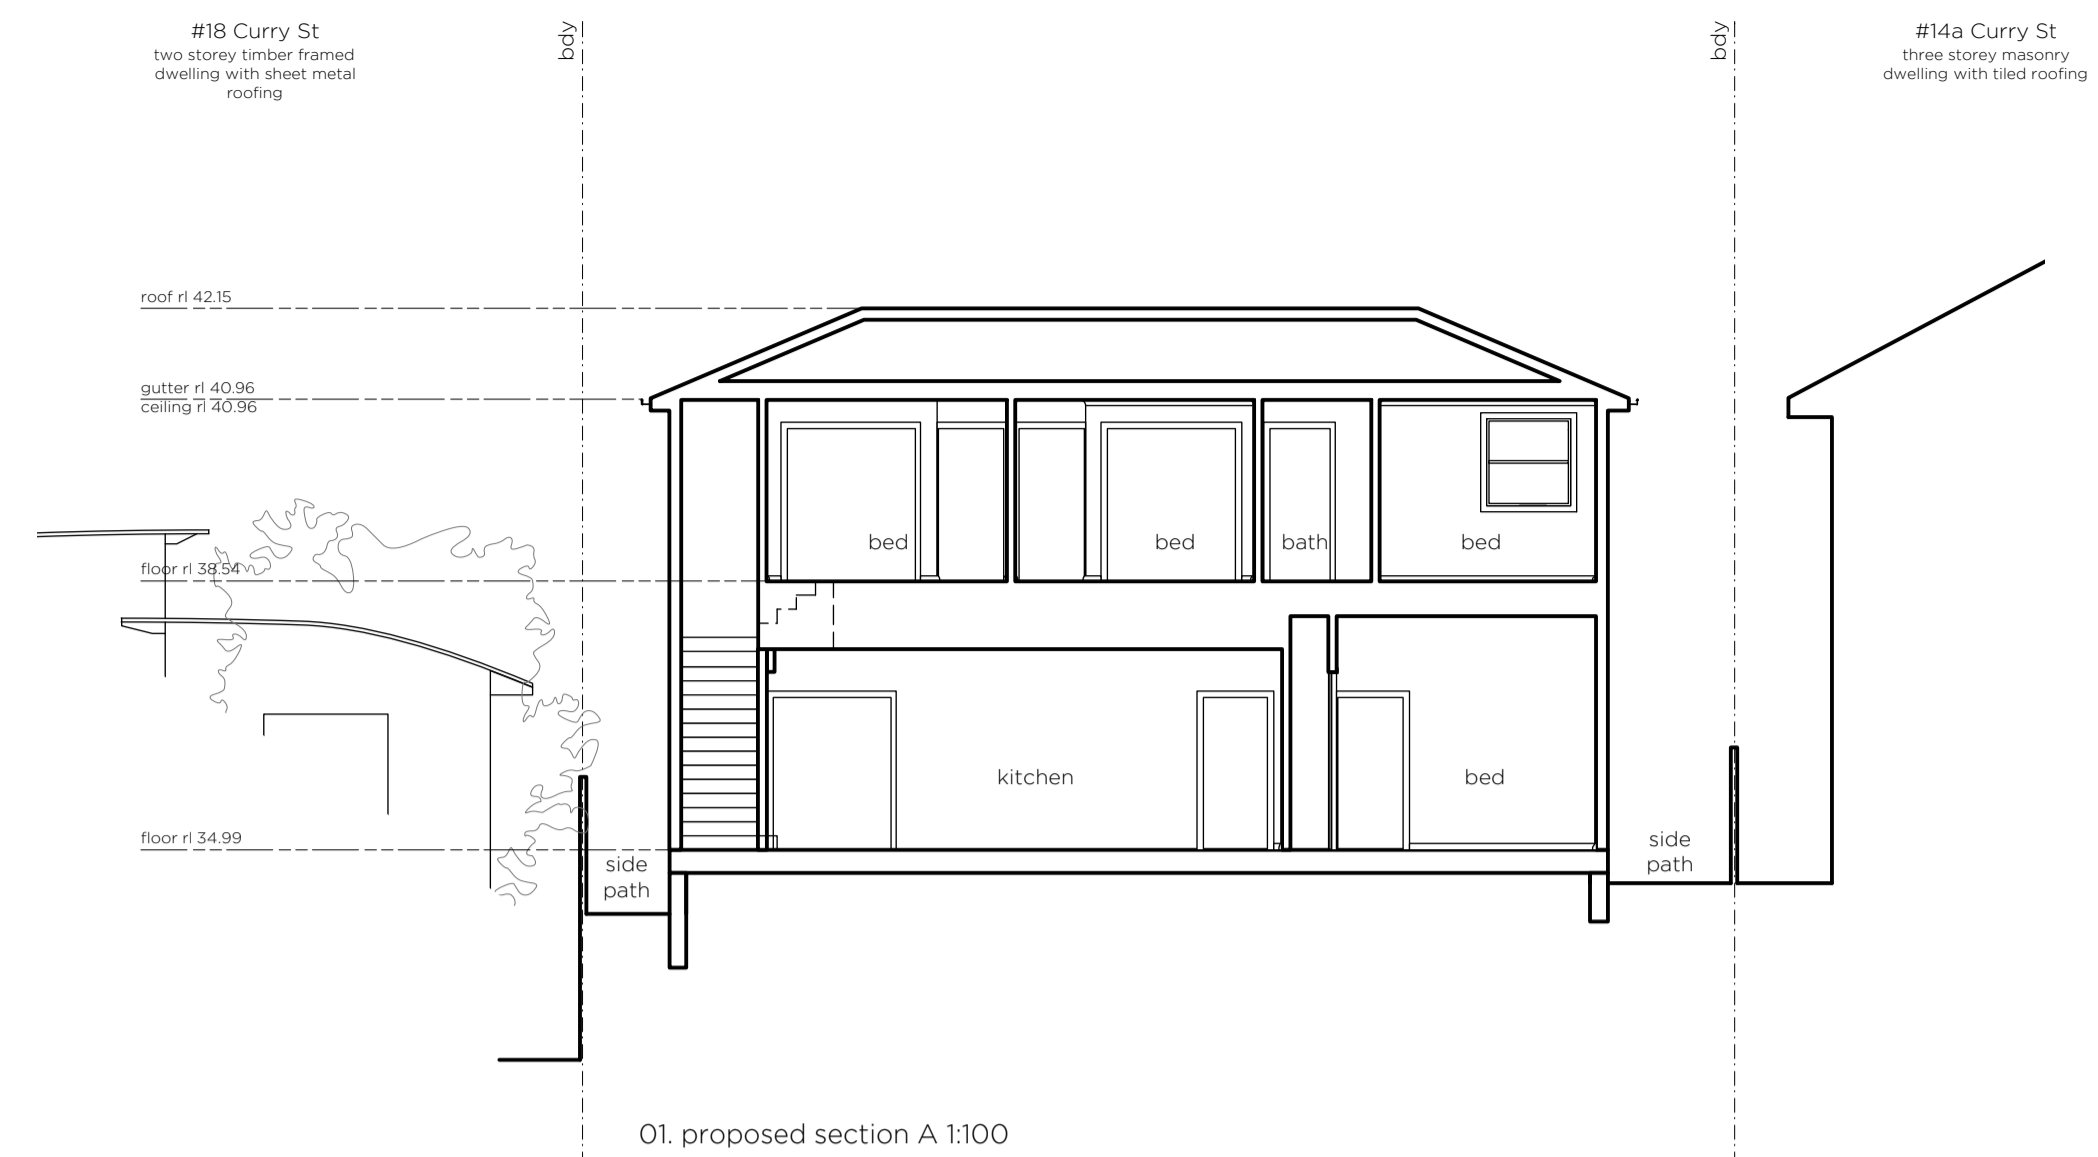 #18 Curry St
two storey timber framed
dwelling with sheet metal
roofing
bdy
bdy
#14a Curry St
three storey masonry
dwelling with tiled roofing
roof rl 42.15
gutter rl 40.96
ceiling rl 40.96
bed
bed
bath
bed
floor rl 38.54
kitchen
bed
floor rl 34.99
side
path
side
path
01. proposed section A 1:100